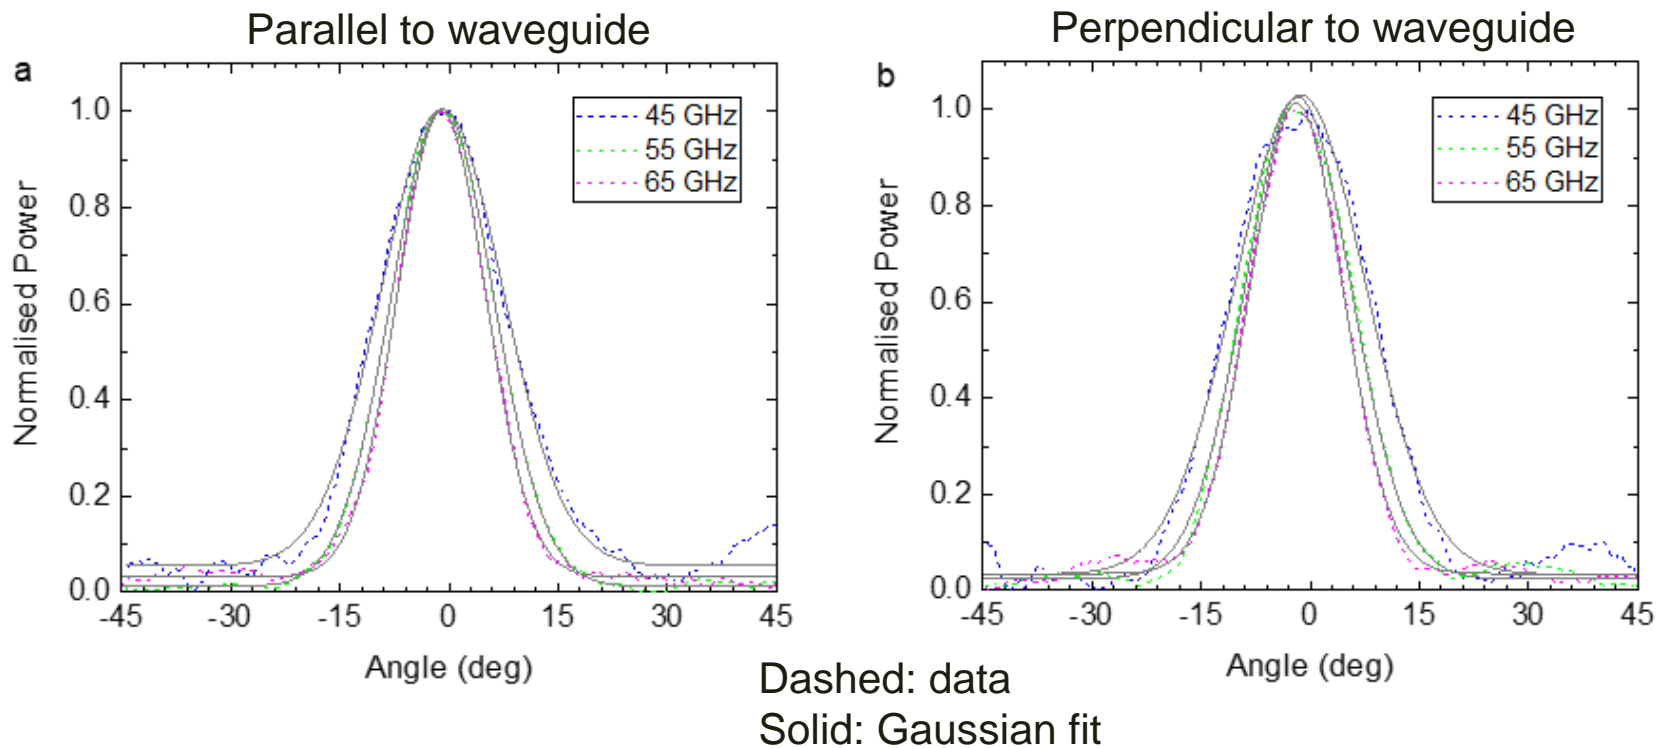 Parallel to waveguide
Perpendicular to waveguide
a
1.0
0.8
0.6
0.4
0.2
0.0
Normalised Power
45 GHz
55 GHz
65 GHz
-45 -30 -15 0 15 30 45
Angle (deg)
b
1.0
0.8
0.6
0.4
0.2
0.0
Normalised Power
45 GHz
55 GHz
65 GHz
-45 -30 -15 0 15 30 45
Angle (deg)
Dashed: data
Solid: Gaussian fit